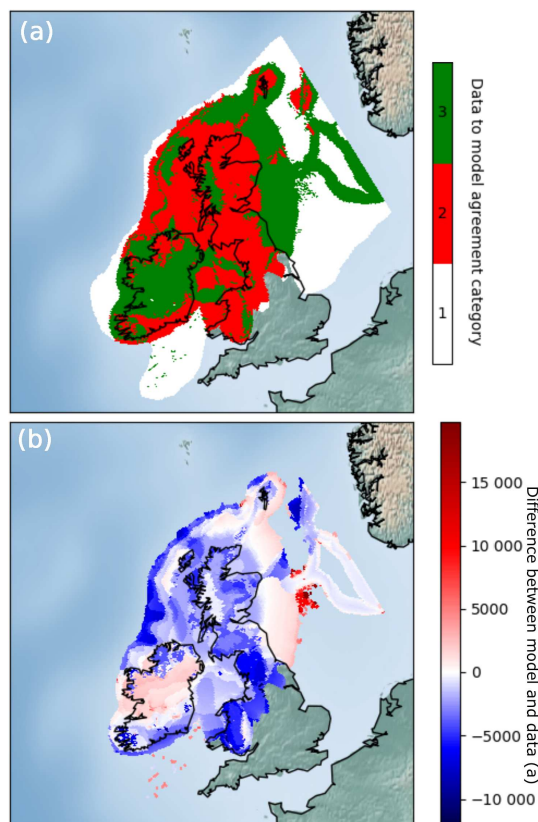 (a)
3
2
1
Data to model agreement category
(b)
15 000
10 000
5000
0
−5000
−10 000
Difference between model and data (a)